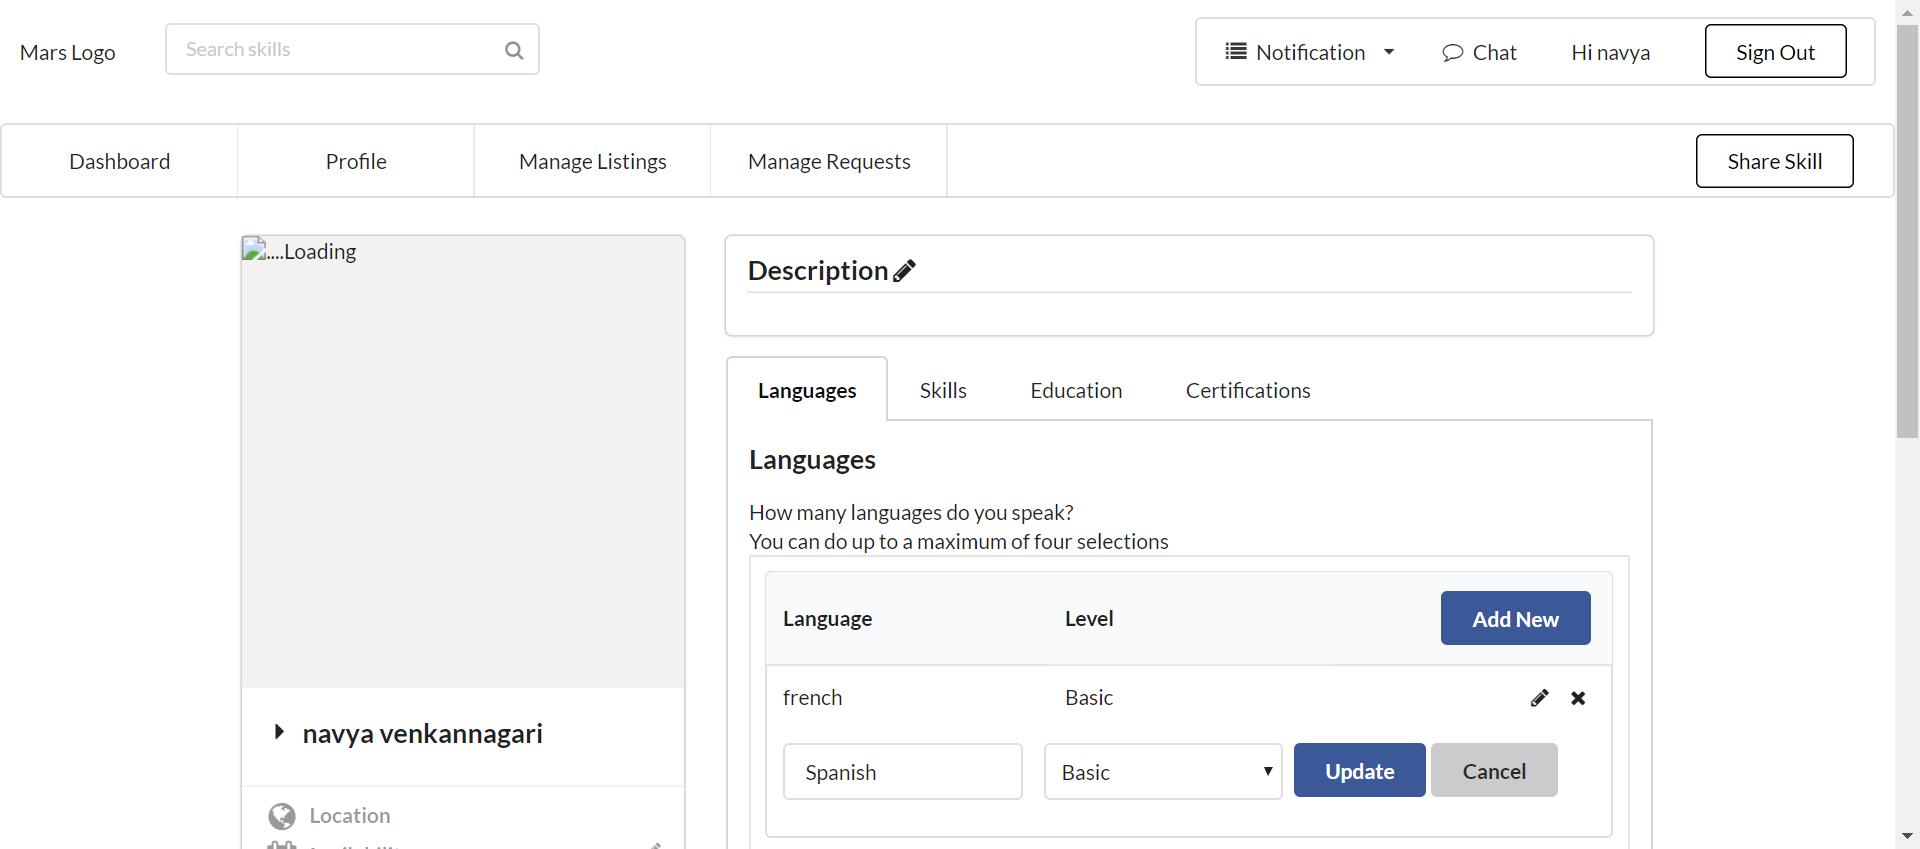 Mars Logo
Search skills
Notification
Chat
Hi navya
Sign Out
Dashboard
Profile
Manage Listings
Manage Requests
Share Skill
....Loading
navya venkannagari
Location
Description
Languages
Skills
Education
Certifications
Languages
How many languages do you speak?
You can do up to a maximum of four selections
Language
Level
Add New
french
Basic
Spanish
Basic
Update
Cancel